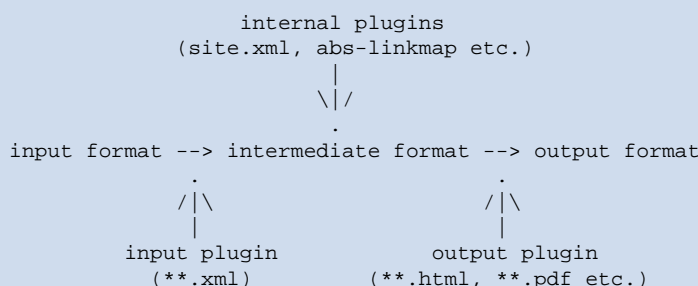 internal plugins
(site.xml, abs-linkmap etc.)
|
\|/
.
input format --> intermediate format --> output format
. .
/|\ /|\
| |
input plugin output plugin
(**.xml) (**.html, **.pdf etc.)